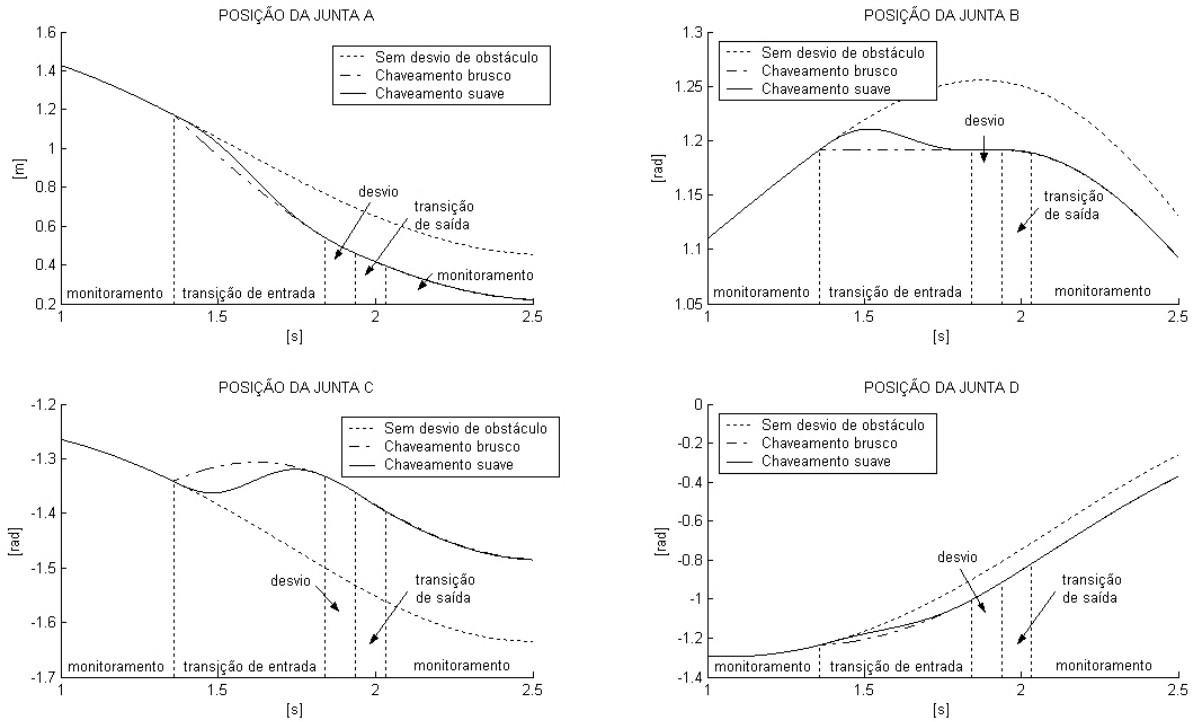 POSIÇÃO DA JUNTA A
1.6
1.4
1.2
1
0.8
0.6
0.4
0.2
[m]
Sem desvio de obstáculo
Chaveamento brusco
Chaveamento suave
desvio
transição
de saída
monitoramento
monitoramento
transição de entrada
1
1.5
2
2.5
[s]
POSIÇÃO DA JUNTA B
1.3
1.25
1.2
1.15
1.1
1.05
[rad]
Sem desvio de obstáculo
Chaveamento brusco
Chaveamento suave
desvio
transição
de saída
monitoramento
transição de entrada
monitoramento
1
1.5
2
2.5
[s]
POSIÇÃO DA JUNTA C
-1.2
-1.3
-1.4
-1.5
-1.6
-1.7
[rad]
Sem desvio de obstáculo
Chaveamento brusco
Chaveamento suave
desvio
transição
de saída
monitoramento
transição de entrada
monitoramento
1
1.5
2
2.5
[s]
POSIÇÃO DA JUNTA D
0
-0.2
-0.4
-0.6
-0.8
-1
-1.2
-1.4
[rad]
Sem desvio de obstáculo
Chaveamento brusco
Chaveamento suave
desvio
transição
de saída
monitoramento
transição de entrada
monitoramento
1
1.5
2
2.5
[s]